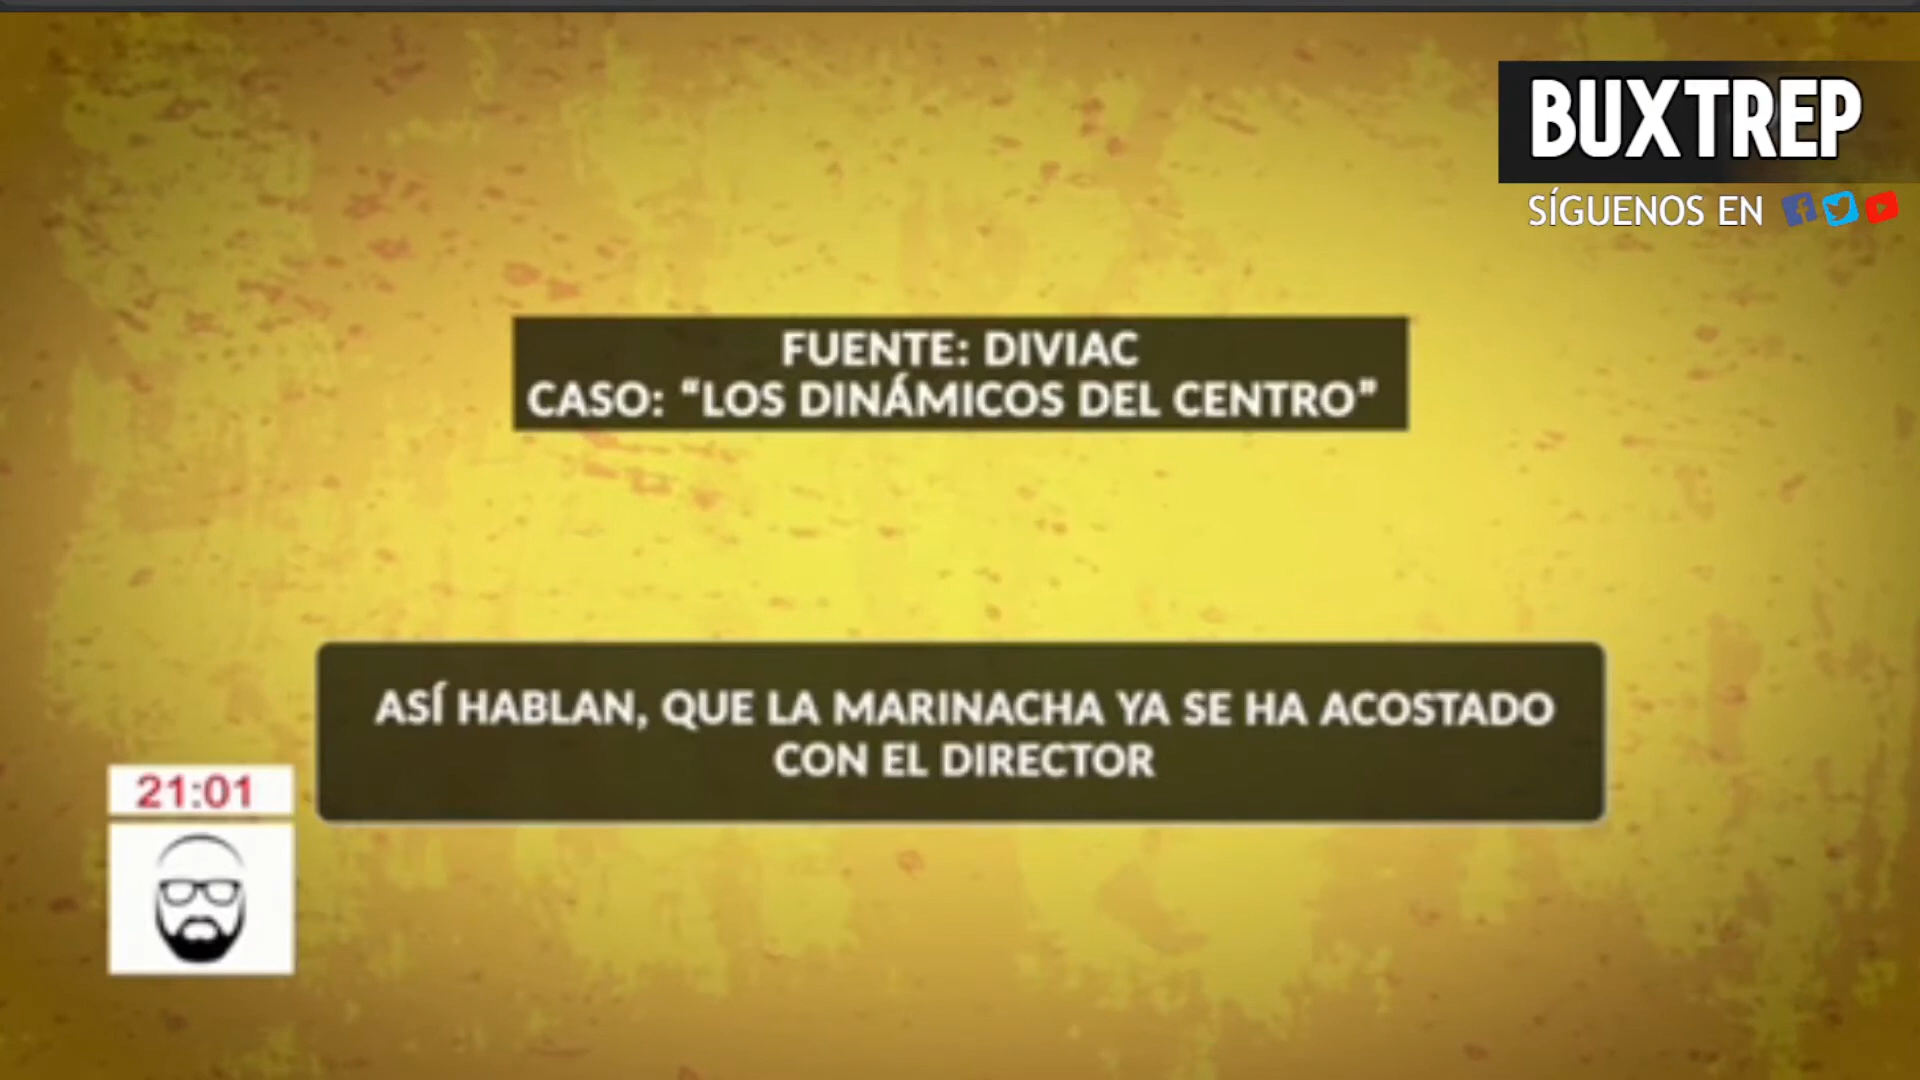 BUXTREP
SÍGUENOS EN
FUENTE: DIVIAC
CASO: “LOS DINÁMICOS DEL CENTRO”
ASÍ HABLAN, QUE LA MARINACHA YA SE HA ACOSTADO
CON EL DIRECTOR
21:01